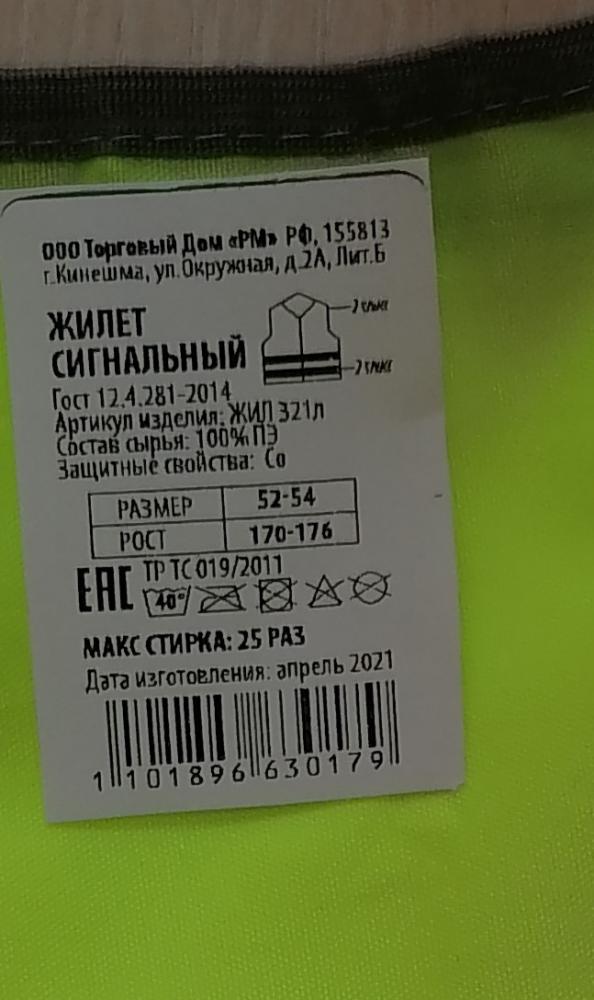 ООО Торговый Дом «РМ» РФ, 155813
г.Кинешма, ул.Окружная, д.2А, Лит.Б
ЖИЛЕТ
СИГНАЛЬНЫЙ
2
2
Гост 12.4.281-2014
Артикул изделия: ЖИЛ 321л
Состав сырья: 100% ПЭ
Защитные свойства: Со
РАЗМЕР 52-54
РОСТ 170-176
ЕАС ТР ТС 019/2011
40°
МАКС СТИРКА: 25 РАЗ
Дата изготовления: апрель 2021
1 101896 630179